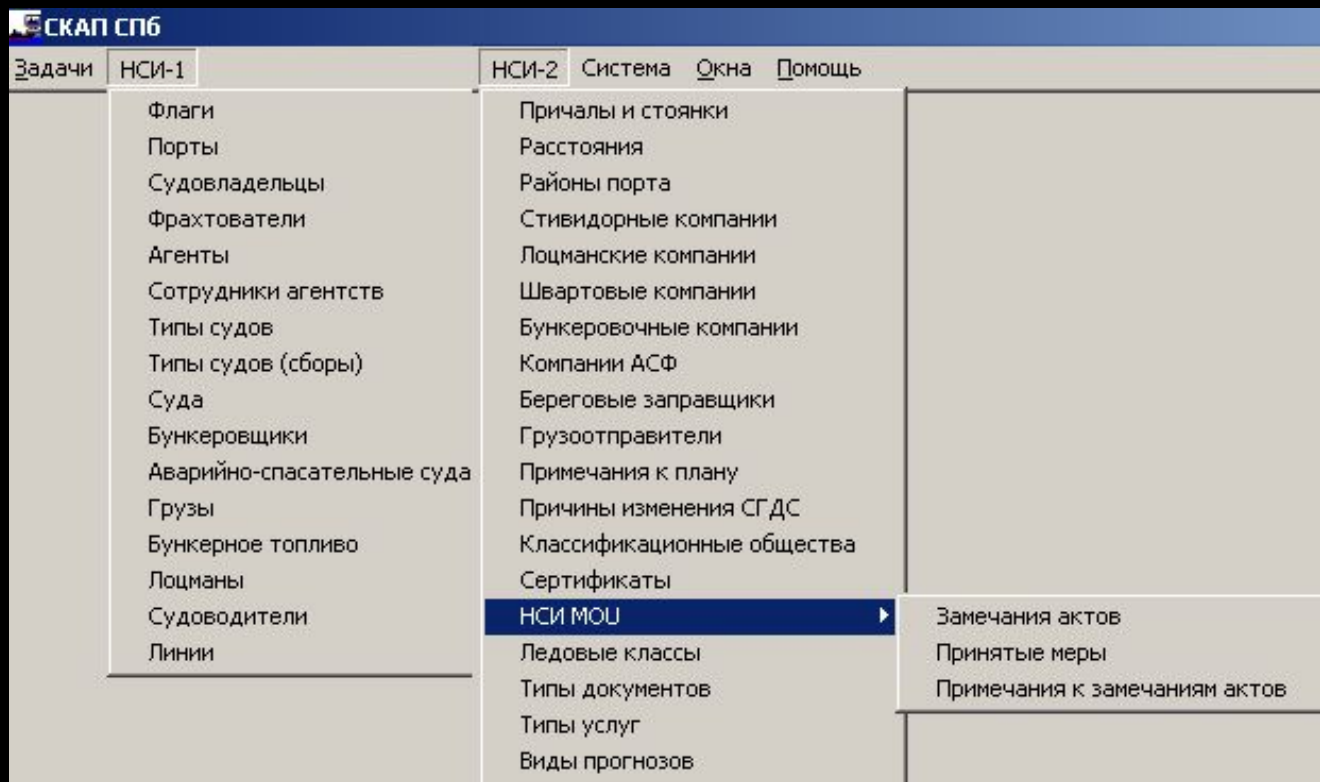 СКАП СПб
Задачи НСИ-1 НСИ-2 Система Окна Помощь
Флаги
Порты
Судовладельцы
Фрахтователи
Агенты
Сотрудники агентств
Типы судов
Типы судов (сборы)
Суда
Бункеровщики
Аварийно-спасательные суда
Грузы
Бункерное топливо
Лоцманы
Судоводители
Линии
Причалы и стоянки
Расстояния
Районы порта
Стивидорные компании
Лоцманские компании
Швартовые компании
Бункеровочные компании
Компании АСФ
Береговые заправщики
Грузоотправители
Примечания к плану
Причины изменения СГДС
Классификационные общества
Сертификаты
НСИ MOU
Ледовые классы
Типы документов
Типы услуг
Виды прогнозов
Замечания актов
Принятые меры
Примечания к замечаниям актов